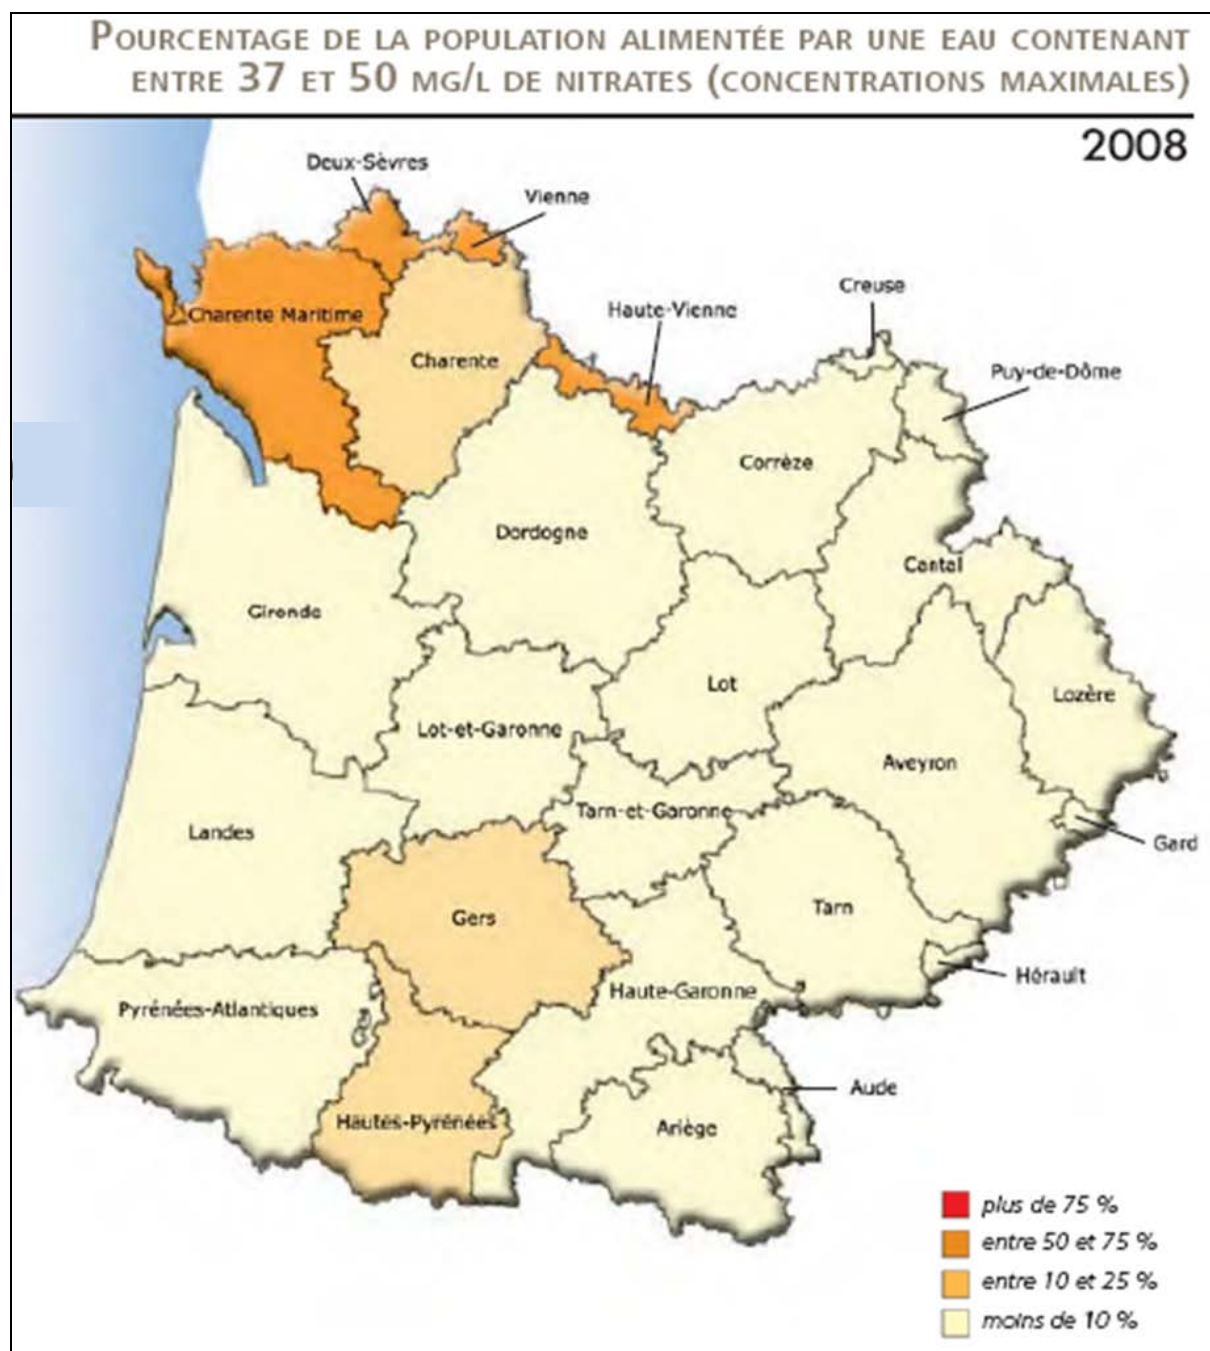 POURCENTAGE DE LA POPULATION ALIMENTÉE PAR UNE EAU CONTENANT
ENTRE 37 ET 50 MG/L DE NITRATES (CONCENTRATIONS MAXIMALES)
2008
Deux-Sèvres
Vienne
Creuse
Haute-Vienne
Charente Maritime
Charente
Puy-de-Dôme
Corrèze
Dordogne
Cantal
Gironde
Lot
Lozère
Lot-et-Garonne
Aveyron
Tarn-et-Garonne
Landes
Gard
Tarn
Gers
Hérault
Haute-Garonne
Pyrénées-Atlantiques
Aude
Hautes-Pyrénées
Ariège
plus de 75 %
entre 50 et 75 %
entre 10 et 25 %
moins de 10 %